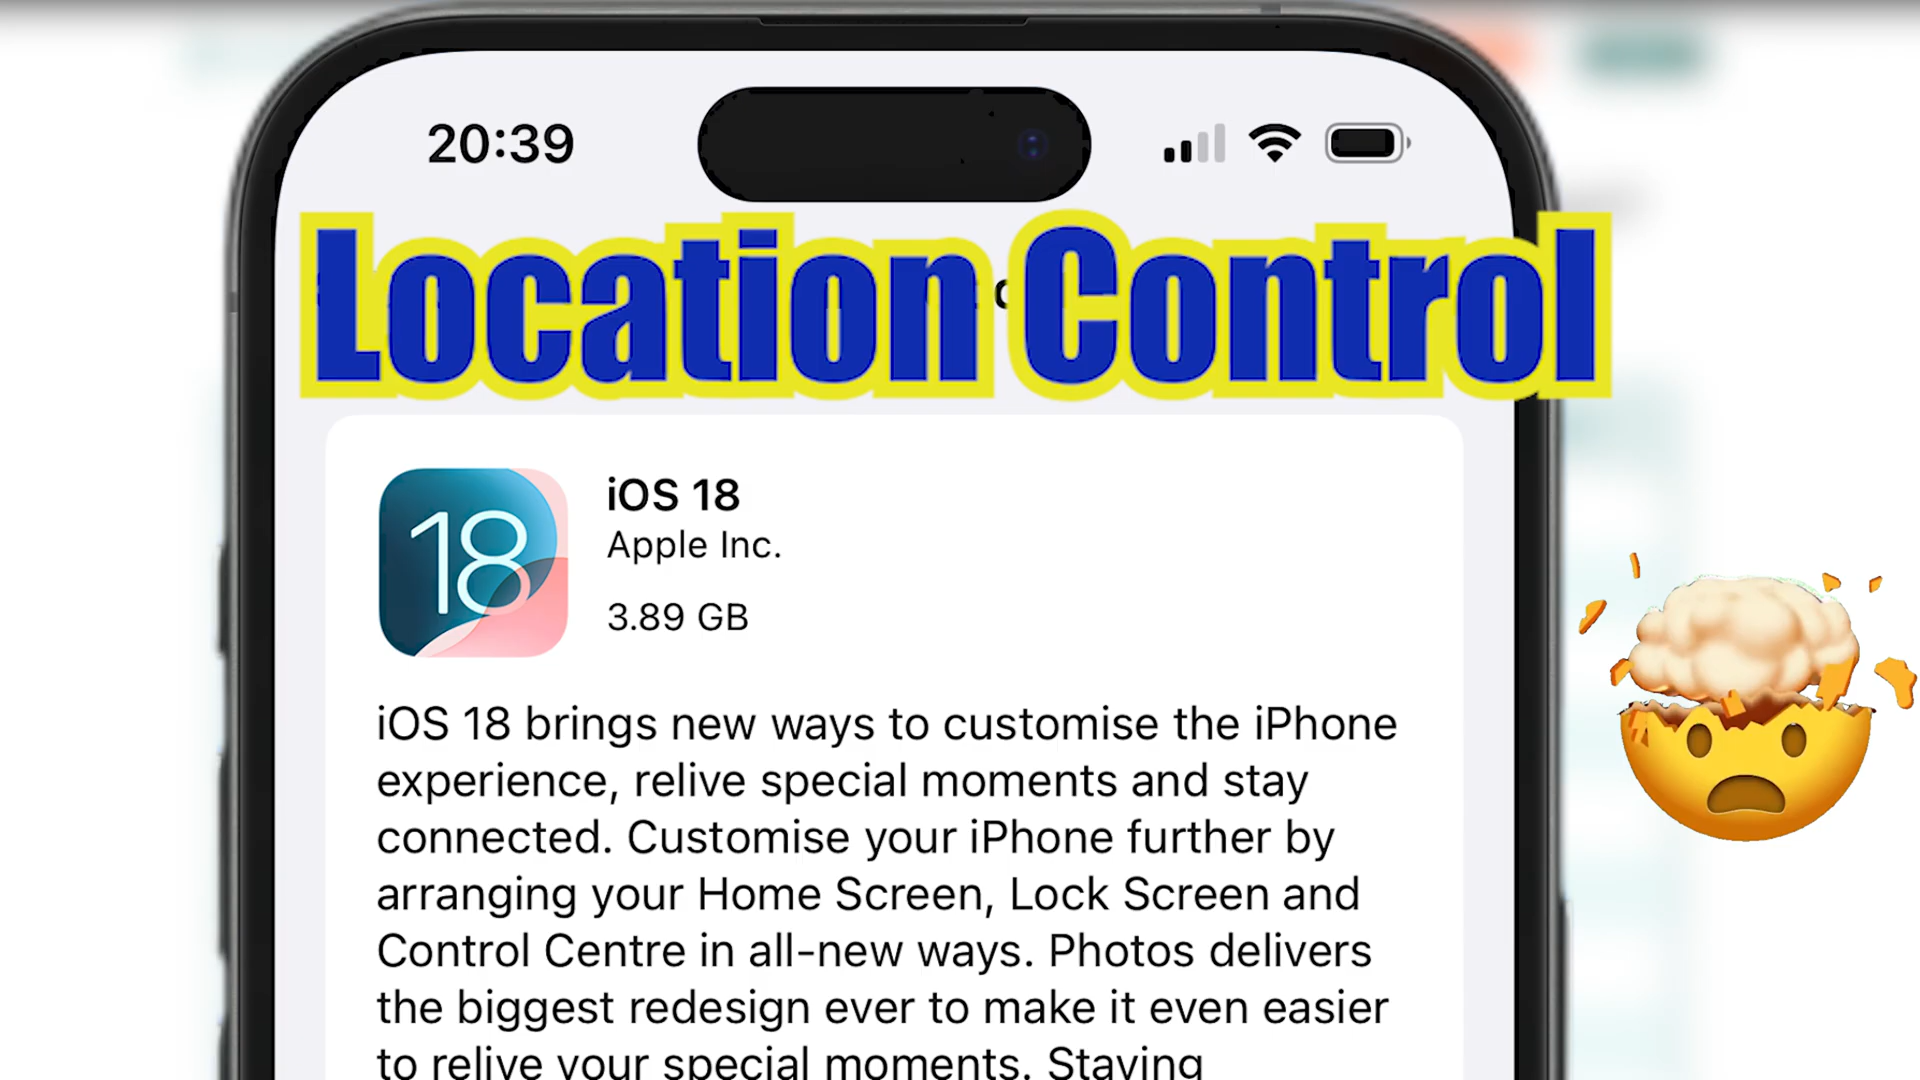 20:39
Location Control
18
iOS 18
Apple Inc.
3.89 GB
iOS 18 brings new ways to customise the iPhone
experience, relive special moments and stay
connected. Customise your iPhone further by
arranging your Home Screen, Lock Screen and
Control Centre in all-new ways. Photos delivers
the biggest redesign ever to make it even easier
to relive your special moments. Staying